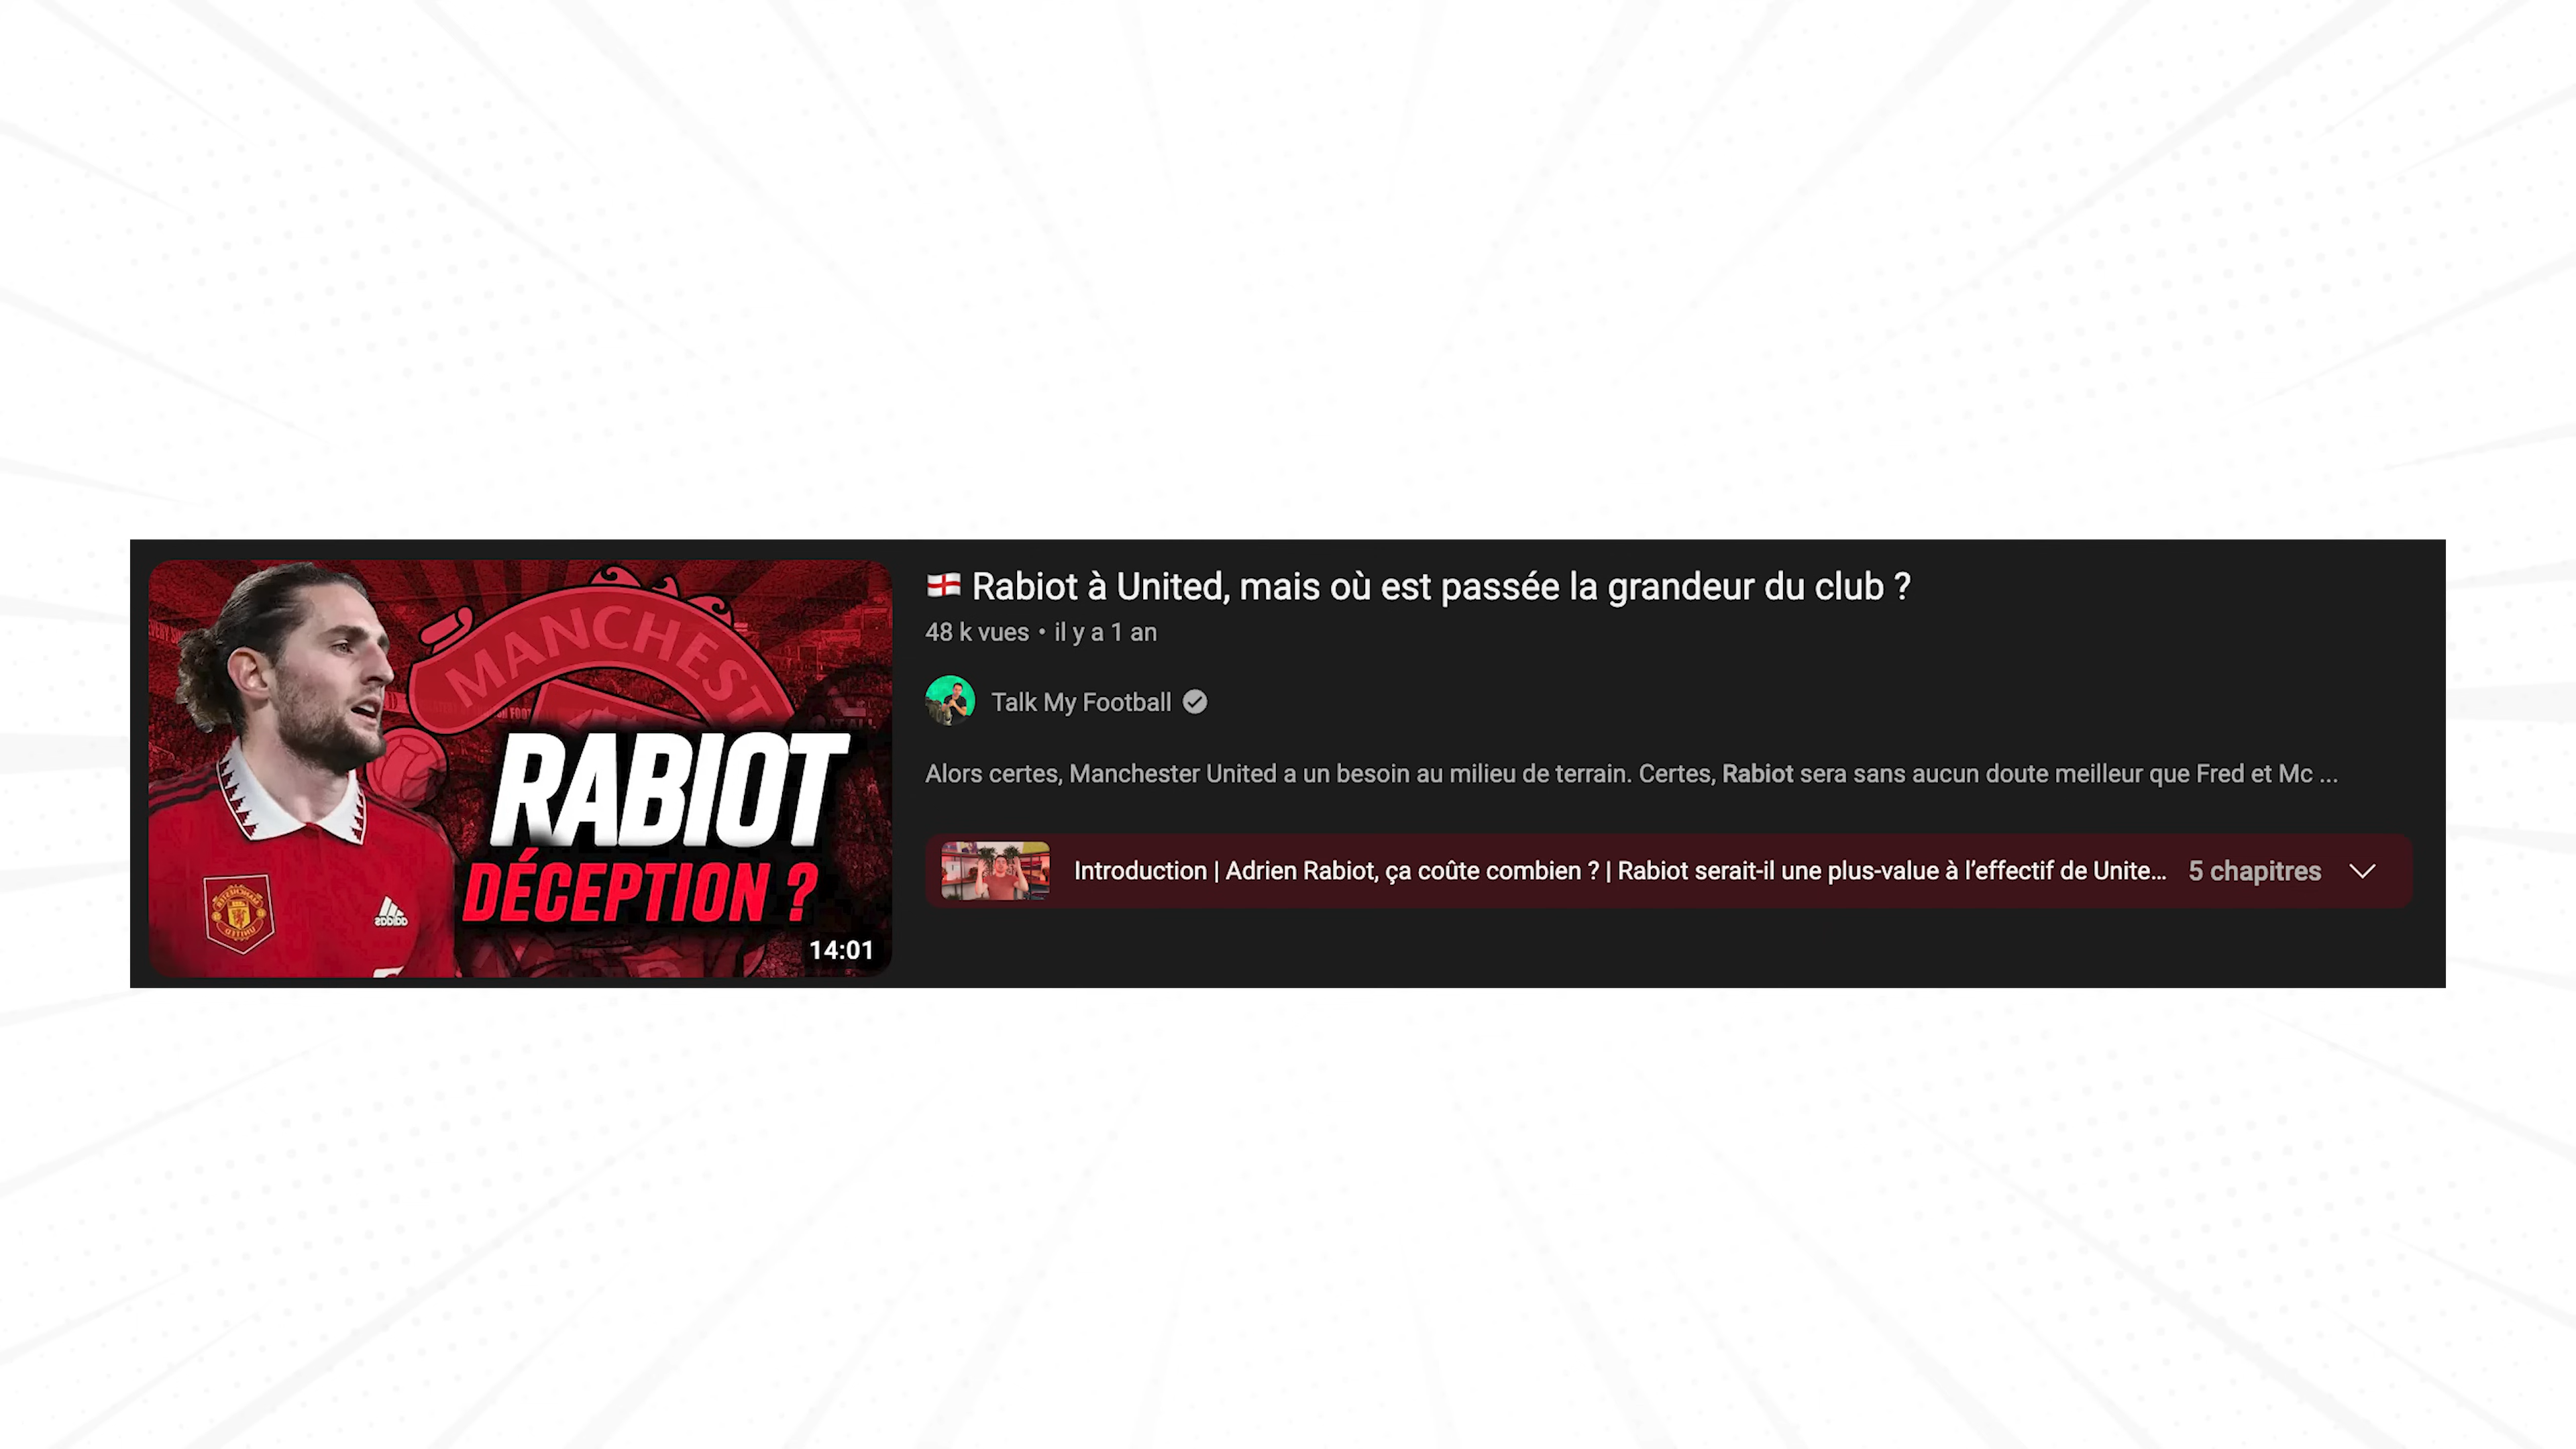 MANCHEST
RABIOT
DÉCEPTION ?
14:01
🏴󠁧󠁢󠁥󠁮󠁧󠁿 Rabiot à United, mais où est passée la grandeur du club ?
48 k vues • il y a 1 an
Talk My Football
Alors certes, Manchester United a un besoin au milieu de terrain. Certes, Rabiot sera sans aucun doute meilleur que Fred et Mc ...
Introduction | Adrien Rabiot, ça coûte combien ? | Rabiot serait-il une plus-value à l’effectif de Unite... 5 chapitres